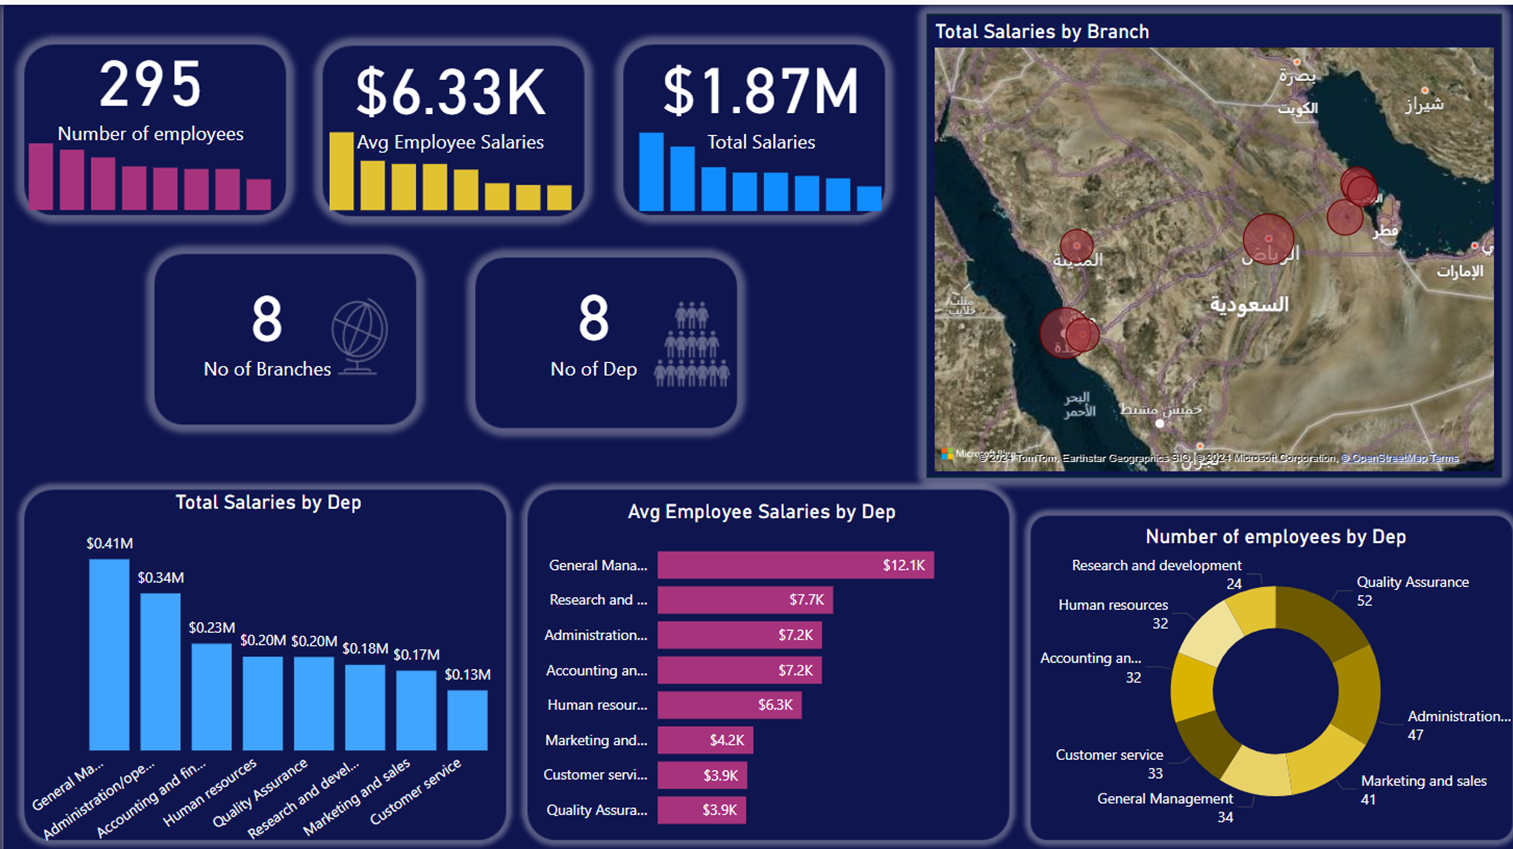 295
Number of employees
$6.33K
Avg Employee Salaries
$1.87M
Total Salaries
8
No of Branches
8
No of Dep
Total Salaries by Branch
بصرة
شيراز
الكويت
قطر
الإمارات
المدينة
الرياض
السعودية
البحر
الأحمر
خميس مشيط
© 2024 TomTom, Earthstar Geographics SIO, © 2024 Microsoft Corporation, © OpenStreetMap Terms
Total Salaries by Dep
$0.41M
$0.34M
$0.23M
$0.20M
$0.20M
$0.18M
$0.17M
$0.13M
General Ma...
Administration/ope...
Accounting and fin...
Human resources
Quality Assurance
Research and devel...
Marketing and sales
Customer service
Avg Employee Salaries by Dep
General Mana... $12.1K
Research and ... $7.7K
Administration... $7.2K
Accounting an... $7.2K
Human resour... $6.3K
Marketing and... $4.2K
Customer servi... $3.9K
Quality Assura... $3.9K
Number of employees by Dep
Research and development
24
Quality Assurance
52
Human resources
32
Accounting an...
32
Administration...
47
Customer service
33
Marketing and sales
41
General Management
34